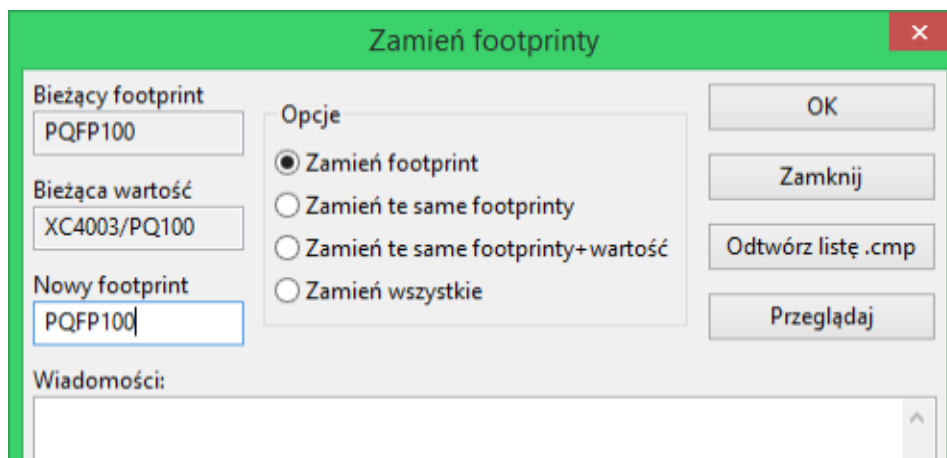 Zamień footprinty
Bieżący footprint
PQFP100
Bieżąca wartość
XC4003/PQ100
Nowy footprint
PQFP100
Opcje
Zamień footprint
Zamień te same footprinty
Zamień te same footprinty+wartość
Zamień wszystkie
OK
Zamknij
Odtwórz listę .cmp
Przeglądaj
Wiadomości: